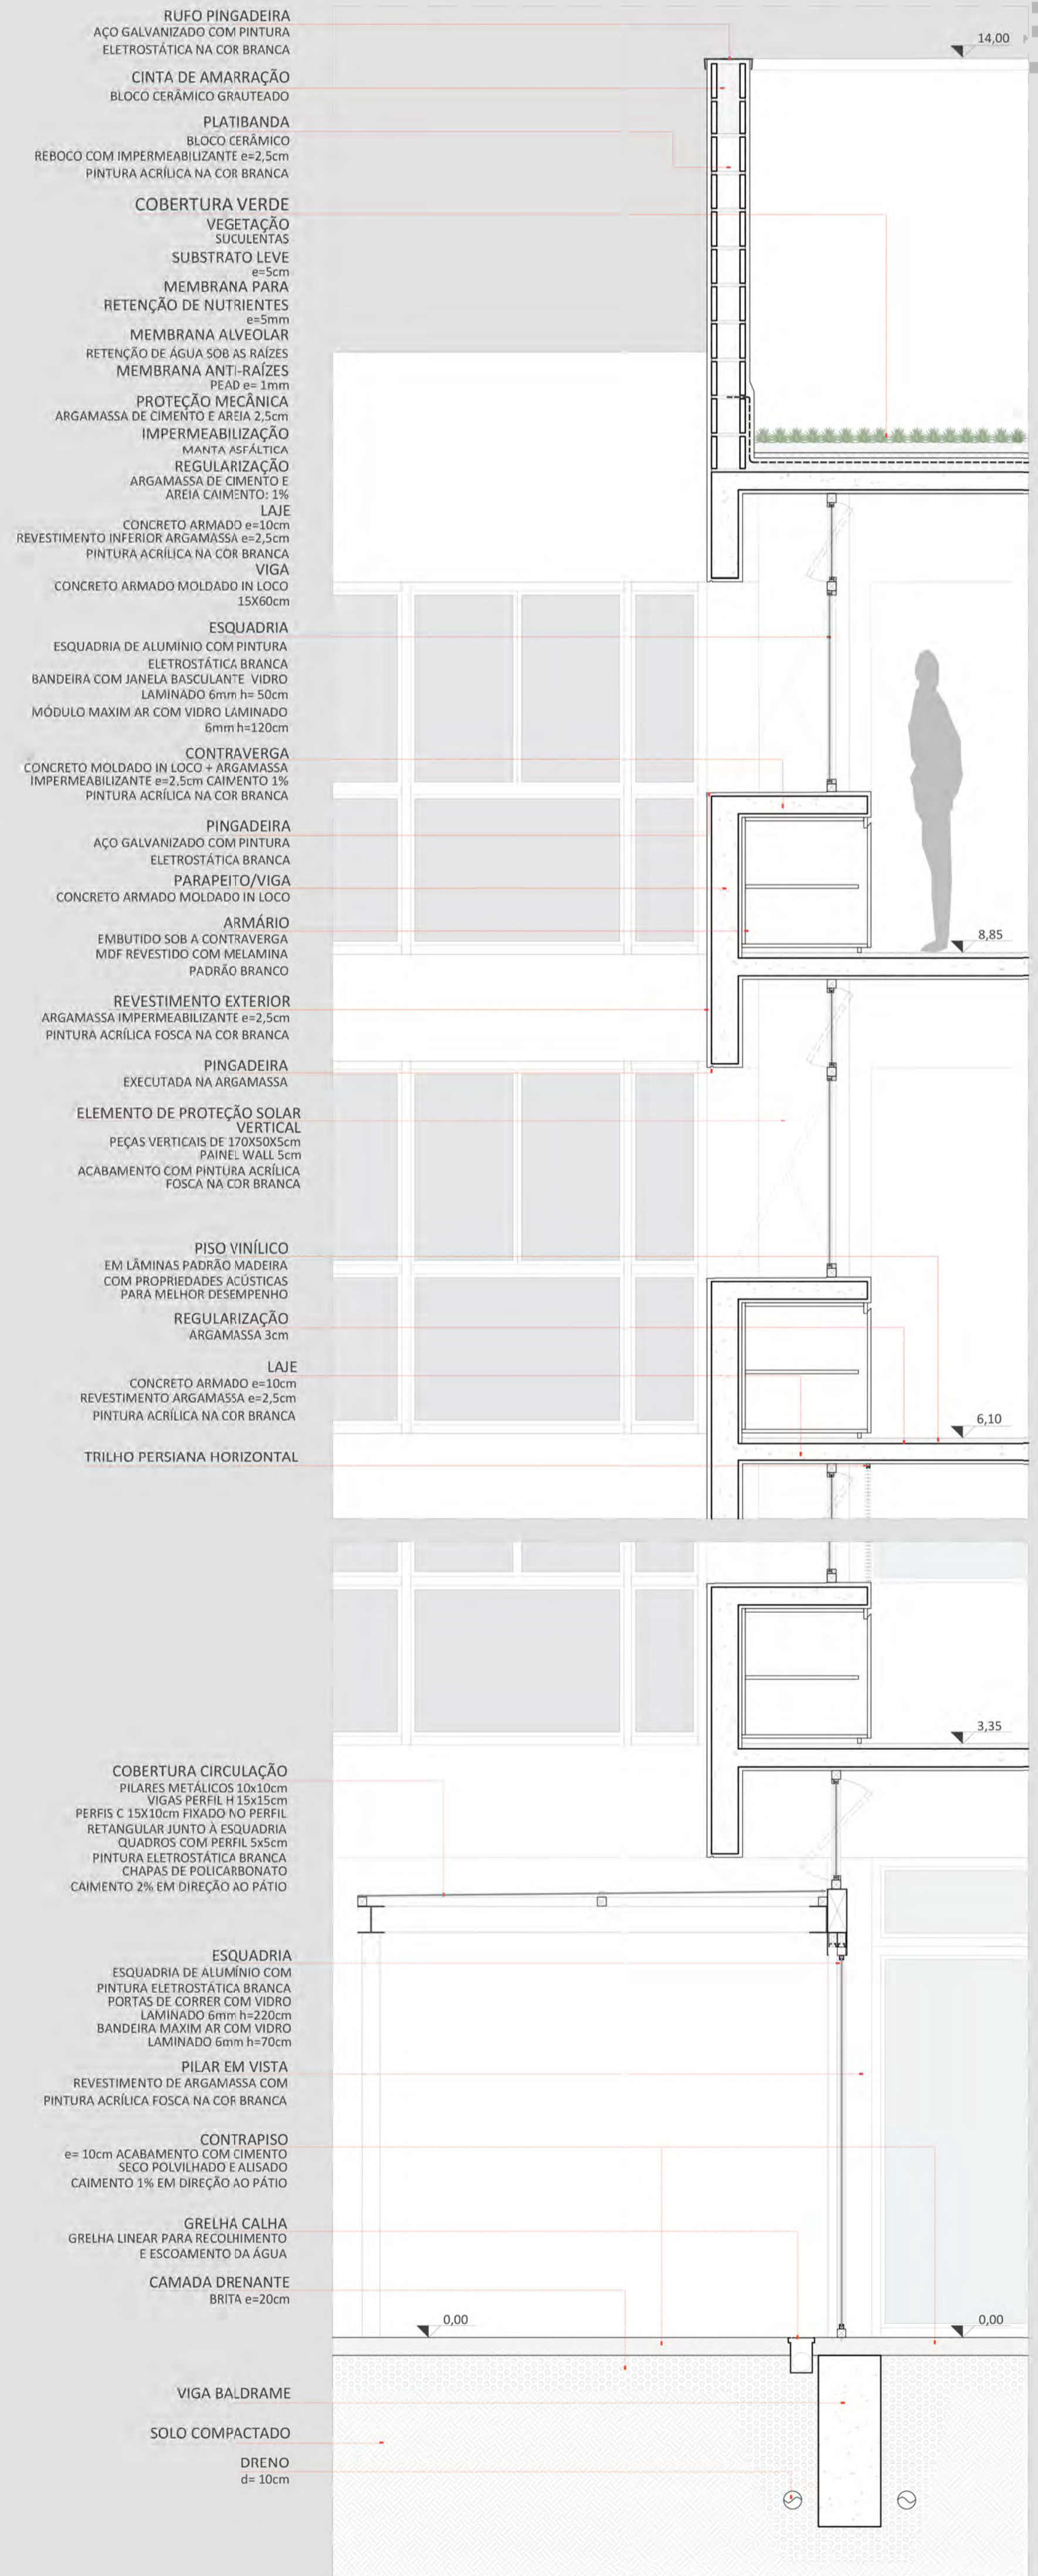 RUFO PINGADEIRA
AÇO GALVANIZADO COM PINTURA
ELETROSTÁTICA NA COR BRANCA
14,00
CINTA DE AMARRAÇÃO
BLOCO CERÂMICO GRAUTEADO
PLATIBANDA
BLOCO CERÂMICO
REBOCO COM IMPERMEABILIZANTE e=2,5cm
PINTURA ACRÍLICA NA COR BRANCA
COBERTURA VERDE
VEGETAÇÃO
SUCULENTAS
SUBSTRATO LEVE
e=5cm
MEMBRANA PARA
RETENÇÃO DE NUTRIENTES
e=5mm
MEMBRANA ALVEOLAR
RETENÇÃO DE ÁGUA SOB AS RAÍZES
MEMBRANA ANTI-RAÍZES
PEAD e= 1mm
PROTEÇÃO MECÂNICA
ARGAMASSA DE CIMENTO E AREIA 2,5cm
IMPERMEABILIZAÇÃO
MANTA ASFÁLTICA
REGULARIZAÇÃO
ARGAMASSA DE CIMENTO E
AREIA CAIMENTO: 1%
LAJE
CONCRETO ARMADO e=10cm
REVESTIMENTO INFERIOR ARGAMASSA e=2,5cm
PINTURA ACRÍLICA NA COR BRANCA
VIGA
CONCRETO ARMADO MOLDADO IN LOCO
15X60cm
ESQUADRIA
ESQUADRIA DE ALUMÍNIO COM PINTURA
ELETROSTÁTICA BRANCA
BANDEIRA COM JANELA BASCULANTE VIDRO
LAMINADO 6mm h= 50cm
MÓDULO MAXIM AR COM VIDRO LAMINADO
6mm h=120cm
CONTRAVERGA
CONCRETO MOLDADO IN LOCO + ARGAMASSA
IMPERMEABILIZANTE e=2,5cm CAIMENTO 1%
PINTURA ACRÍLICA NA COR BRANCA
PINGADEIRA
AÇO GALVANIZADO COM PINTURA
ELETROSTÁTICA BRANCA
PARAPEITO/VIGA
CONCRETO ARMADO MOLDADO IN LOCO
ARMÁRIO
EMBUTIDO SOB A CONTRAVERGA
MDF REVESTIDO COM MELAMINA
PADRÃO BRANCO
8,85
REVESTIMENTO EXTERIOR
ARGAMASSA IMPERMEABILIZANTE e=2,5cm
PINTURA ACRÍLICA FOSCA NA COR BRANCA
PINGADEIRA
EXECUTADA NA ARGAMASSA
ELEMENTO DE PROTEÇÃO SOLAR
VERTICAL
PEÇAS VERTICAIS DE 170X50X5cm
PAINEL WALL 5cm
ACABAMENTO COM PINTURA ACRÍLICA
FOSCA NA COR BRANCA
PISO VINÍLICO
EM LÂMINAS PADRÃO MADEIRA
COM PROPRIEDADES ACÚSTICAS
PARA MELHOR DESEMPENHO
REGULARIZAÇÃO
ARGAMASSA 3cm
LAJE
CONCRETO ARMADO e=10cm
REVESTIMENTO ARGAMASSA e=2,5cm
PINTURA ACRÍLICA NA COR BRANCA
6,10
TRILHO PERSIANA HORIZONTAL
3,35
COBERTURA CIRCULAÇÃO
PILARES METÁLICOS 10x10cm
VIGAS PERFIL H 15x15cm
PERFIS C 15X10cm FIXADO NO PERFIL
RETANGULAR JUNTO À ESQUADRIA
QUADROS COM PERFIL 5x5cm
PINTURA ELETROSTÁTICA BRANCA
CHAPAS DE POLICARBONATO
CAIMENTO 2% EM DIREÇÃO AO PÁTIO
ESQUADRIA
ESQUADRIA DE ALUMÍNIO COM
PINTURA ELETROSTÁTICA BRANCA
PORTAS DE CORRER COM VIDRO
LAMINADO 6mm h=220cm
BANDEIRA MAXIM AR COM VIDRO
LAMINADO 6mm h=70cm
PILAR EM VISTA
REVESTIMENTO DE ARGAMASSA COM
PINTURA ACRÍLICA FOSCA NA COR BRANCA
CONTRAPISO
e= 10cm ACABAMENTO COM CIMENTO
SECO POLVILHADO E ALISADO
CAIMENTO 1% EM DIREÇÃO AO PÁTIO
GRELHA CALHA
GRELHA LINEAR PARA RECOLHIMENTO
E ESCOAMENTO DA ÁGUA
CAMADA DRENANTE
BRITA e=20cm
0,00
0,00
VIGA BALDRAME
SOLO COMPACTADO
DRENO
d= 10cm